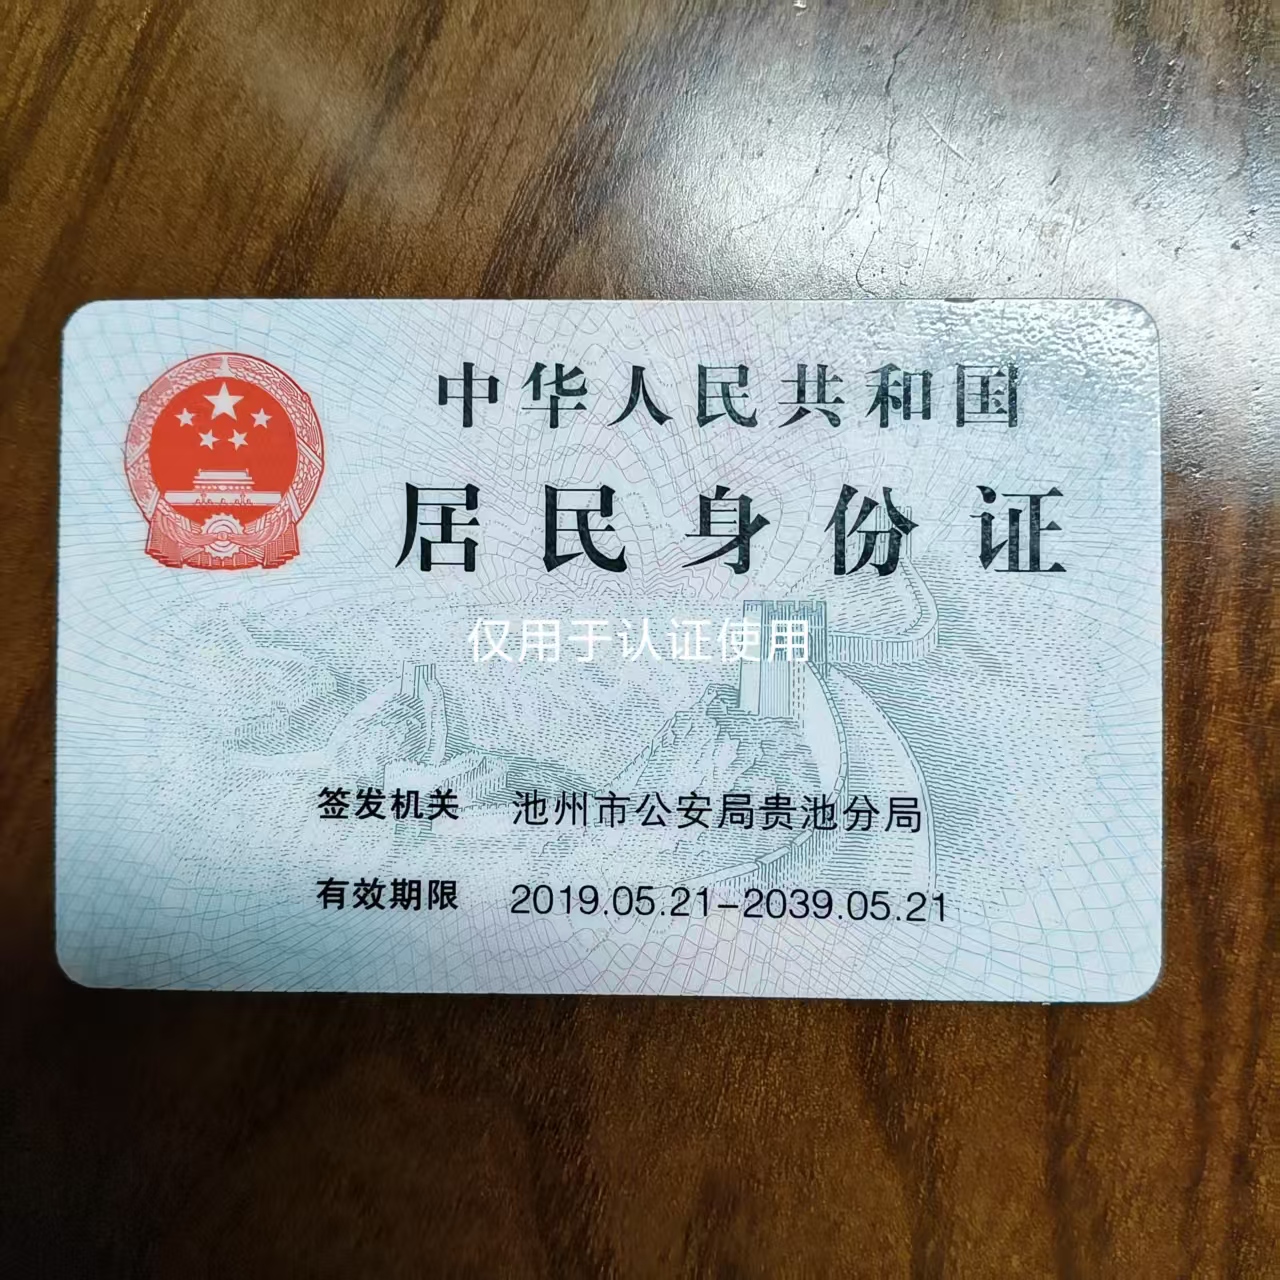 中华人民共和国
居民身份证
仅用于认证使用
签发机关 池州市公安局贵池分局
有效期限 2019.05.21-2039.05.21